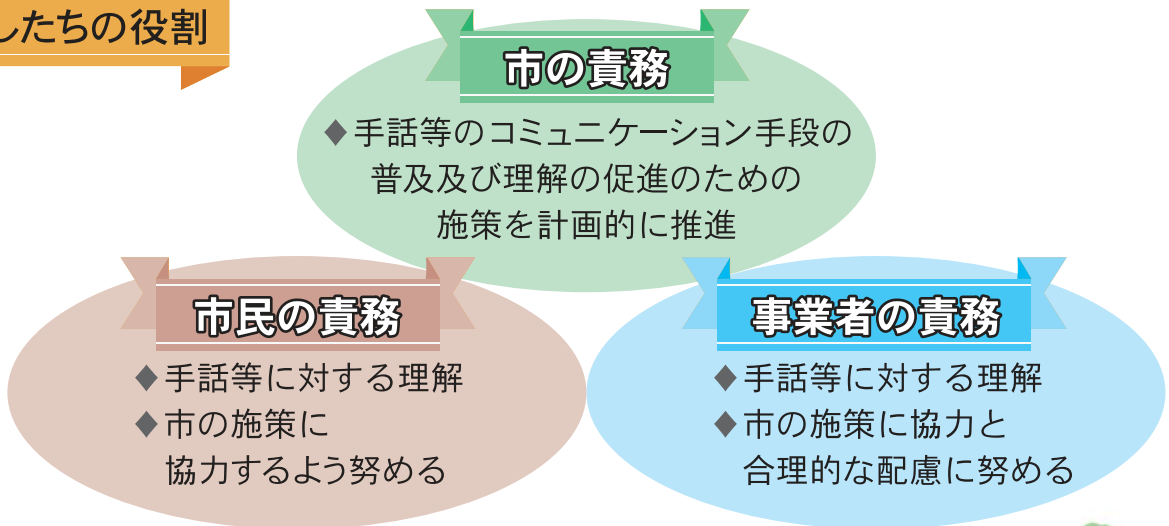 したちの役割
市の責務
◆手話等のコミュニケーション手段の
普及及び理解の促進のための
施策を計画的に推進
市民の責務
◆手話等に対する理解
◆市の施策に
協力するよう努める
事業者の責務
◆手話等に対する理解
◆市の施策に協力と
合理的な配慮に努める